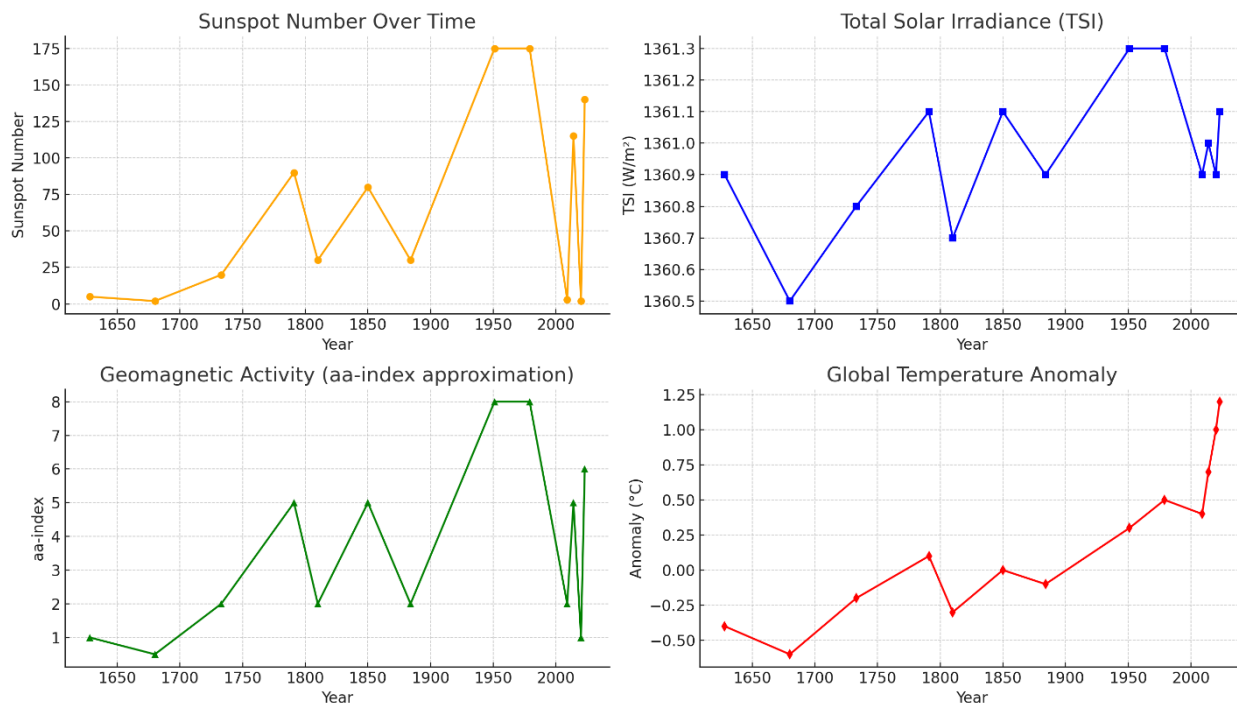 Sunspot Number Over Time
175
150
125
100
75
50
25
0
Sunspot Number
1650 1700 1750 1800 1850 1900 1950 2000
Year
Total Solar Irradiance (TSI)
1361.3
1361.2
1361.1
1361.0
1360.9
1360.8
1360.7
1360.6
1360.5
TSI (W/m²)
1650 1700 1750 1800 1850 1900 1950 2000
Year
Geomagnetic Activity (aa-index approximation)
8
7
6
5
4
3
2
1
aa-index
1650 1700 1750 1800 1850 1900 1950 2000
Year
Global Temperature Anomaly
1.25
1.00
0.75
0.50
0.25
0.00
−0.25
−0.50
Anomaly (°C)
1650 1700 1750 1800 1850 1900 1950 2000
Year